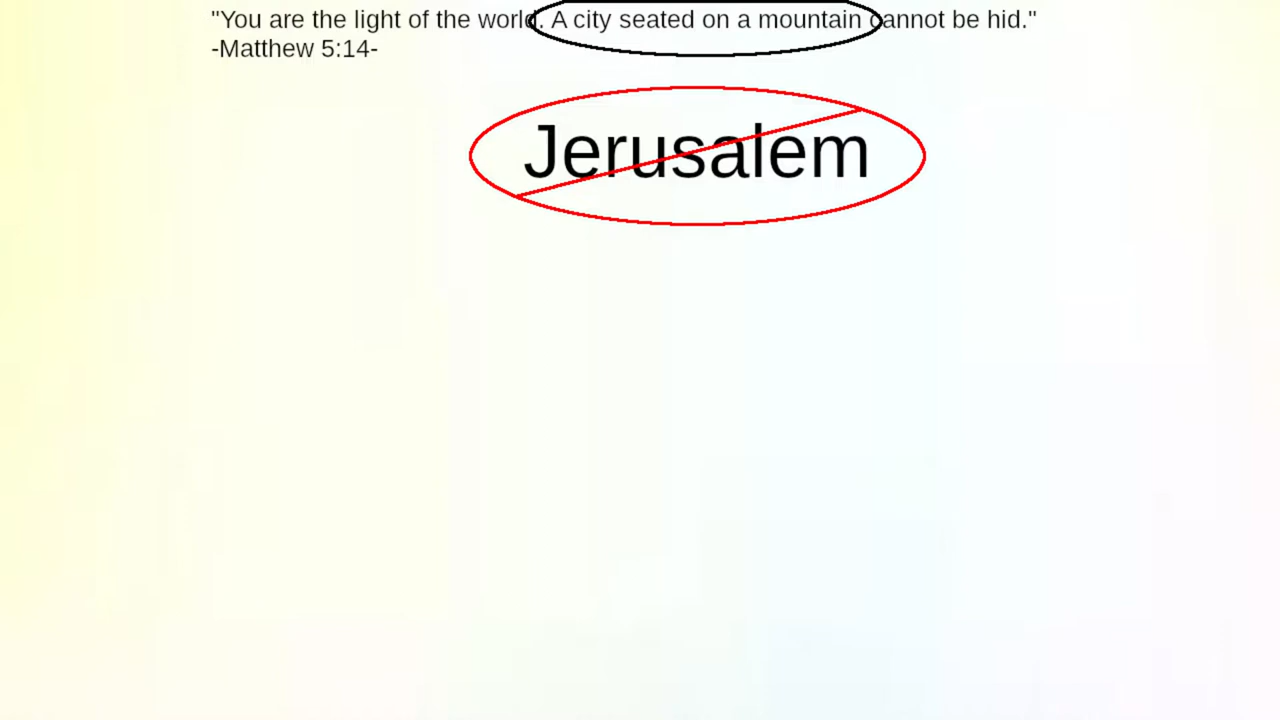 "You are the light of the world. A city seated on a mountain cannot be hid."
-Matthew 5:14-
Jerusalem